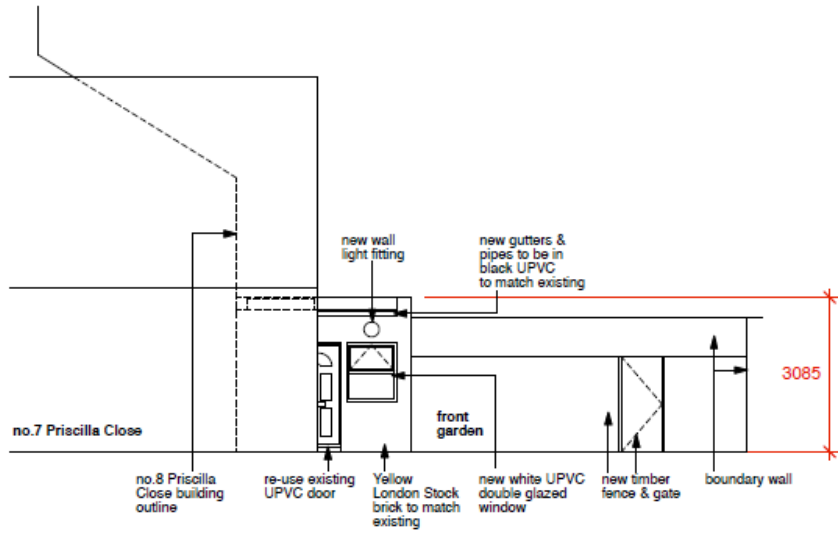 new wall
light fitting
new gutters &
pipes to be in
black UPVC
to match existing
3085
no.7 Priscilla Close
front
garden
no.8 Priscilla
Close building
outline
re-use existing
UPVC door
Yellow
London Stock
brick to match
existing
new white UPVC
double glazed
window
new timber
fence & gate
boundary wall